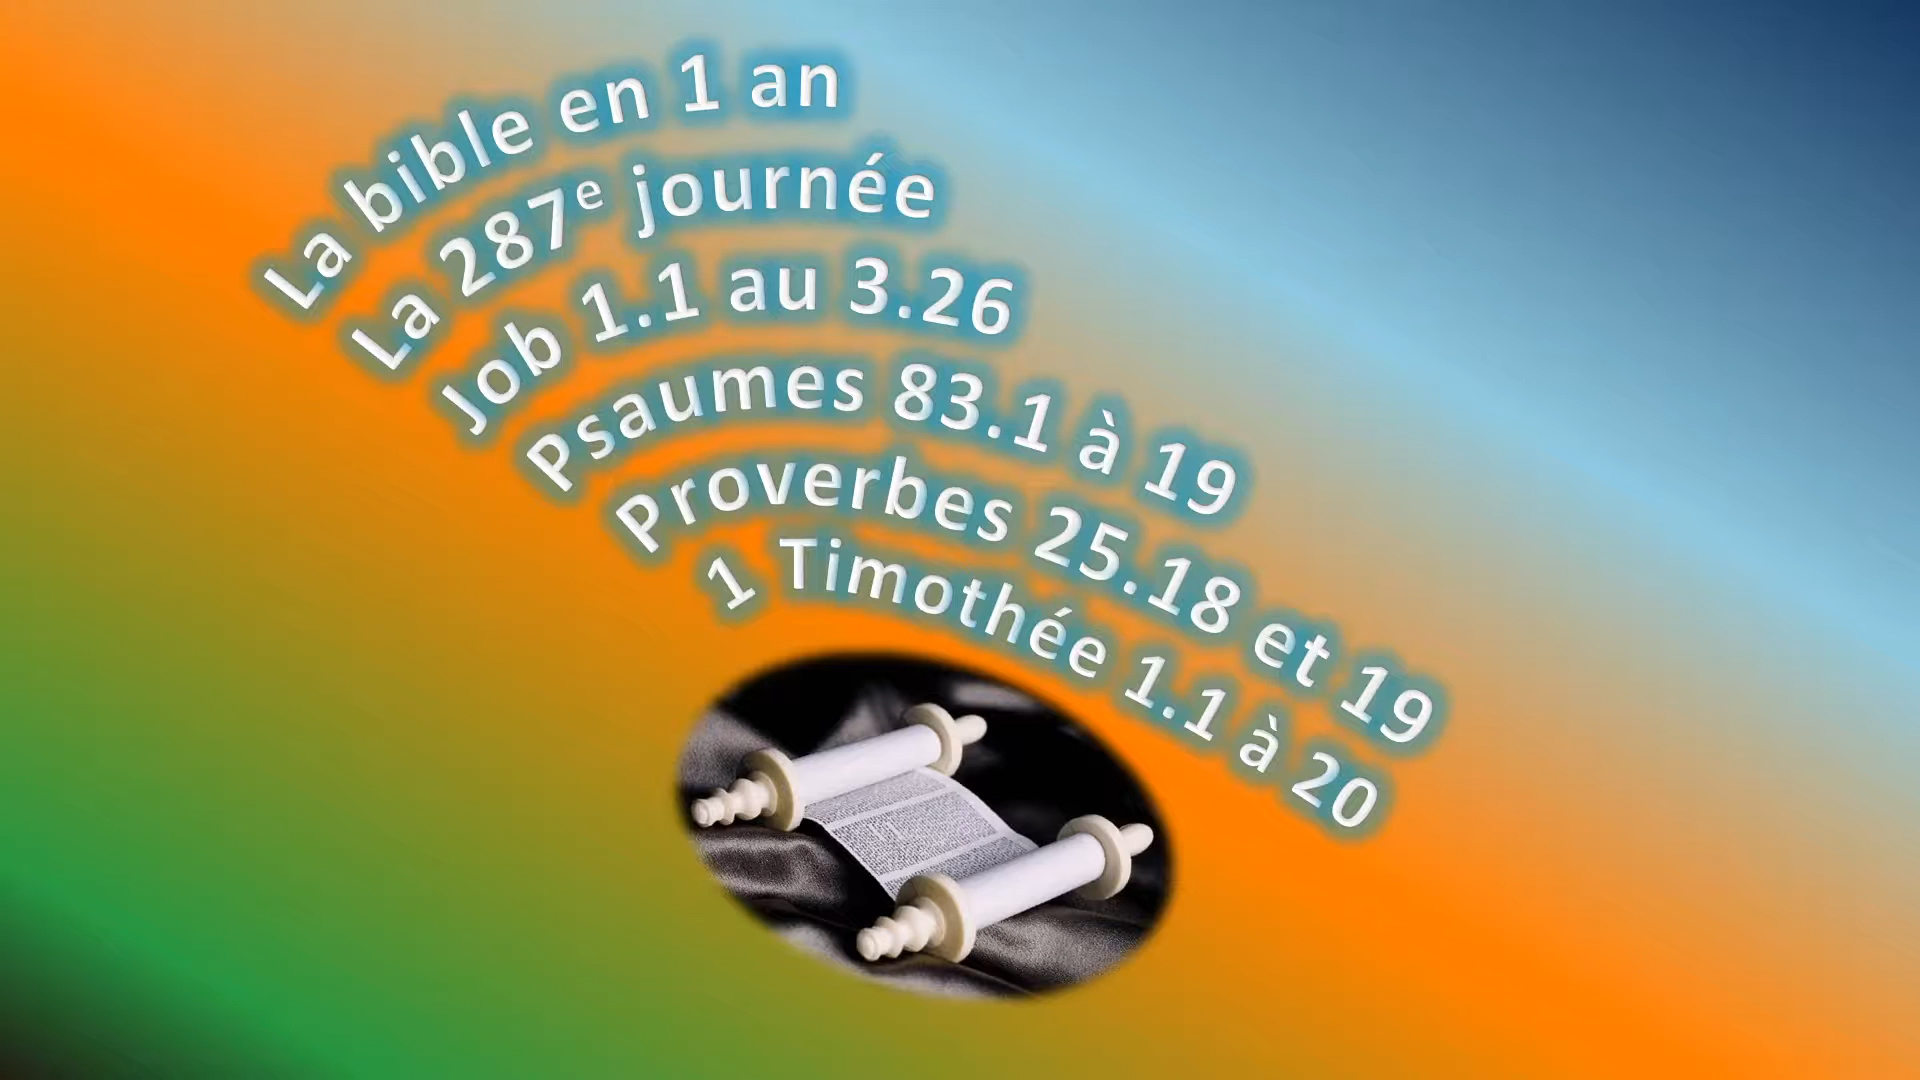 La bible en 1 an
La 287e journée
Job 1.1 au 3.26
Psaumes 83.1 à 19
Proverbes 25.18 et 19
1 Timothée 1.1 à 20